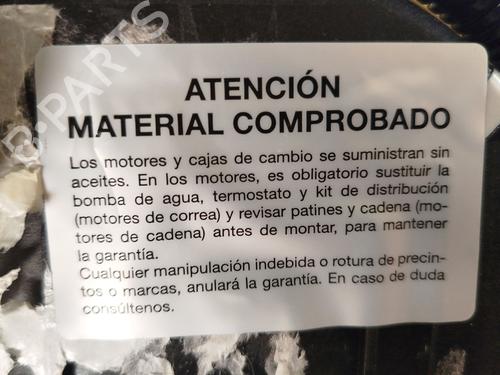 ATENCIÓN
MATERIAL COMPROBADO
Los motores y cajas de cambio se suministran sin
aceites. En los motores, es obligatorio sustituir la
bomba de agua, termostato y kit de distribución
(motores de correa) y revisar patines y cadena (mo-
tores de cadena) antes de montar, para mantener
la garantía.
Cualquier manipulación indebida o rotura de precin-
tos o marcas, anulará la garantía. En caso de duda
consúltenos.
B-PARTS